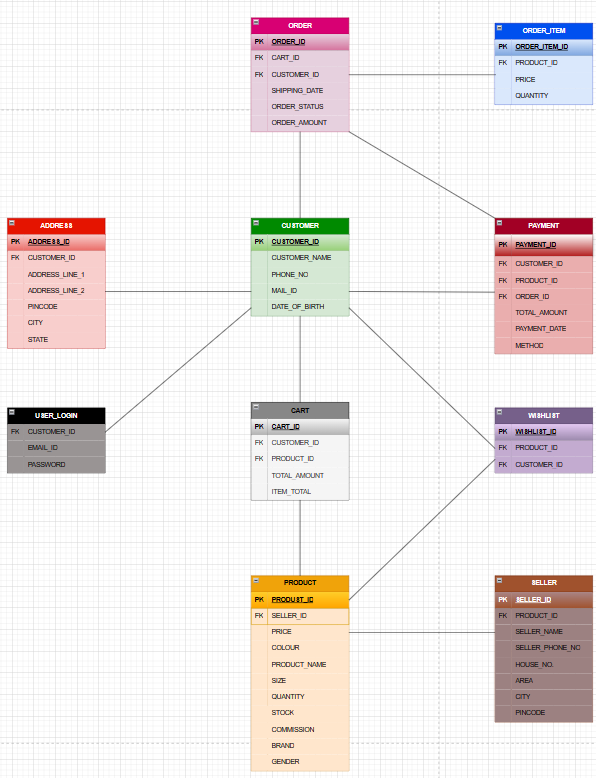 ORDER
PK ORDER_ID
FK CART_ID
FK CUSTOMER_ID
SHIPPING_DATE
ORDER_STATUS
ORDER_AMOUNT
ORDER_ITEM
PK ORDER_ITEM_ID
FK PRODUCT_ID
PRICE
QUANTITY
ADDRESS
PK ADDRESS_ID
FK CUSTOMER_ID
ADDRESS_LINE_1
ADDRESS_LINE_2
PINCODE
CITY
STATE
CUSTOMER
PK CUSTOMER_ID
CUSTOMER_NAME
PHONE_NO
MAIL_ID
DATE_OF_BIRTH
PAYMENT
PK PAYMENT_ID
FK CUSTOMER_ID
FK PRODUCT_ID
FK ORDER_ID
TOTAL_AMOUNT
PAYMENT_DATE
METHOD
USER_LOGIN
FK CUSTOMER_ID
EMAIL_ID
PASSWORD
CART
PK CART_ID
FK CUSTOMER_ID
FK PRODUCT_ID
TOTAL_AMOUNT
ITEM_TOTAL
WISHLIST
PK WISHLIST_ID
FK PRODUCT_ID
FK CUSTOMER_ID
PRODUCT
PK PRODUST_ID
FK SELLER_ID
PRICE
COLOUR
PRODUCT_NAME
SIZE
QUANTITY
STOCK
COMMISSION
BRAND
GENDER
SELLER
PK SELLER_ID
FK PRODUCT_ID
SELLER_NAME
SELLER_PHONE_NO
HOUSE_NO.
AREA
CITY
PINCODE